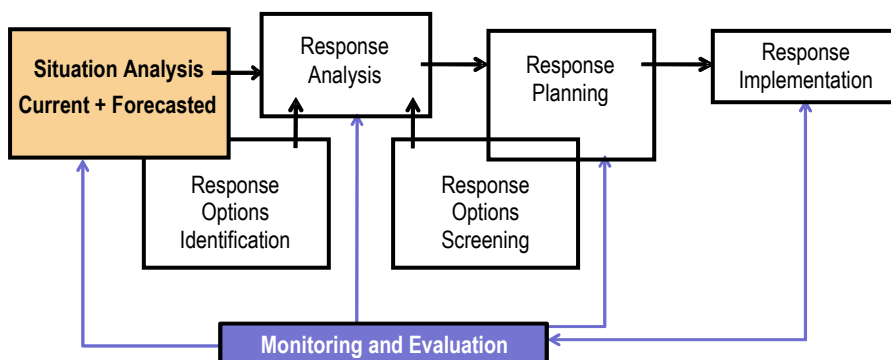 Situation Analysis
Current + Forecasted
Response
Analysis
Response
Planning
Response
Implementation
Response
Options
Identification
Response
Options
Screening
Monitoring and Evaluation